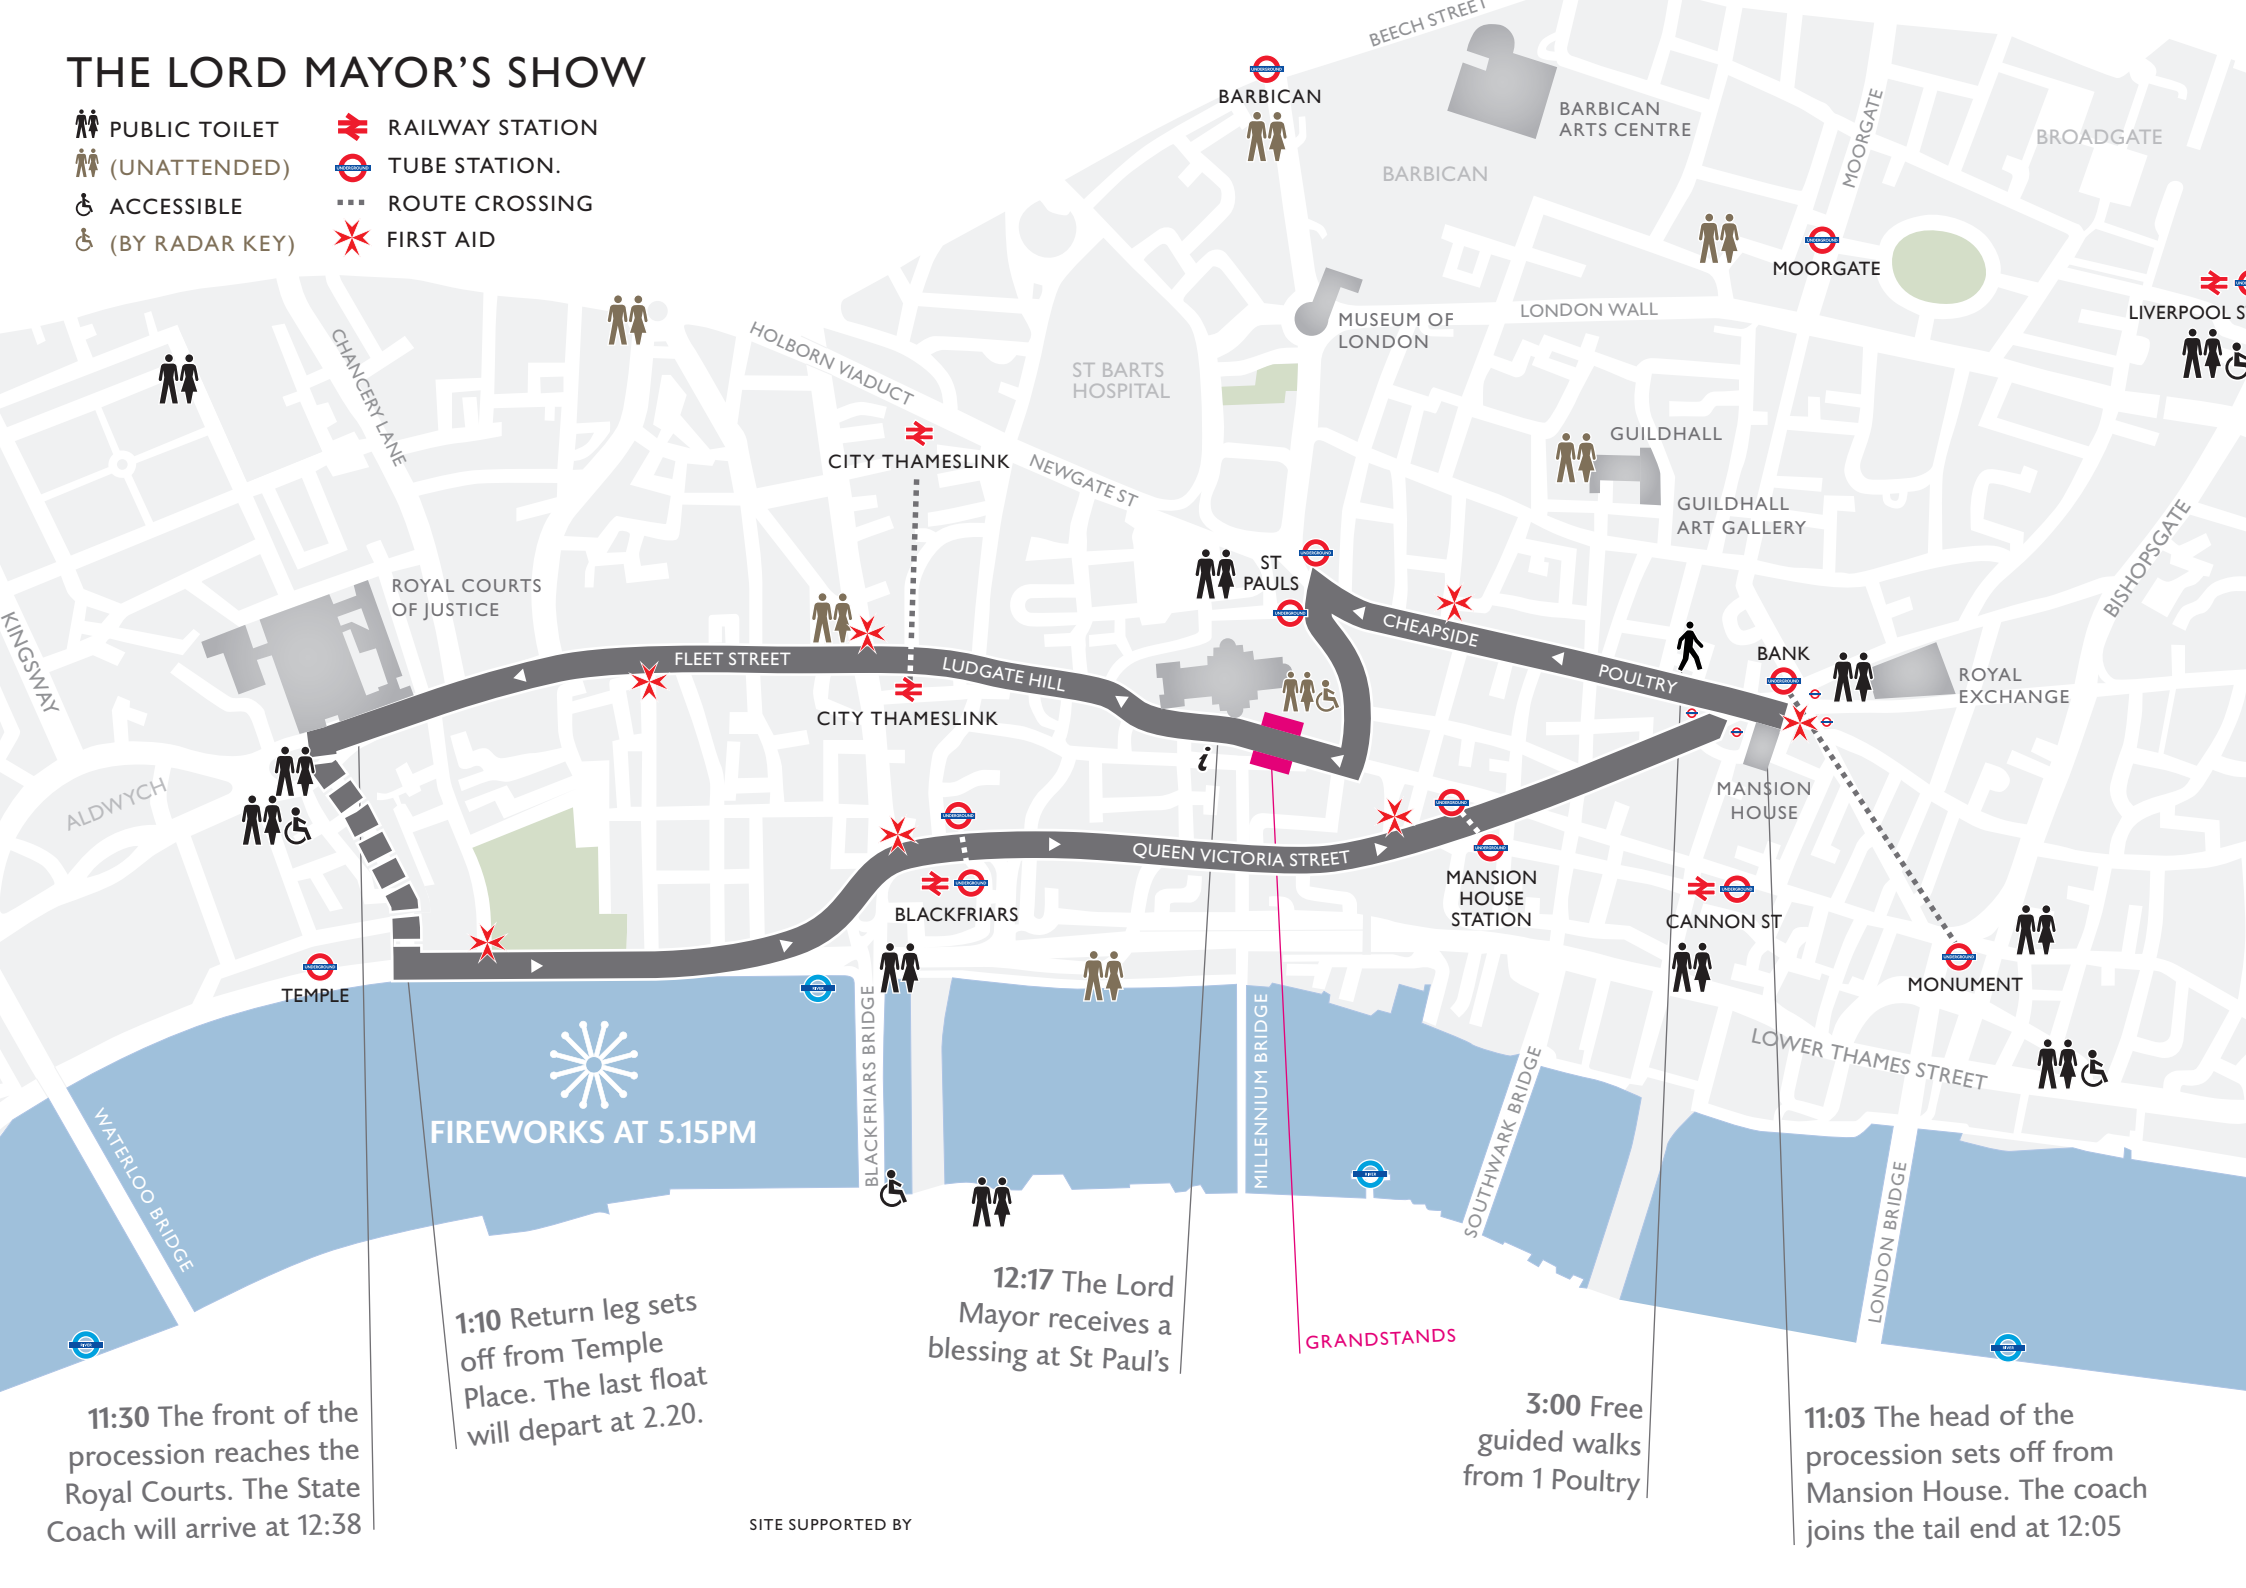 THE LORD MAYOR'S SHOW
PUBLIC TOILET
(UNATTENDED)
ACCESSIBLE
(BY RADAR KEY)
RAILWAY STATION
UNDERGROUND
TUBE STATION.
ROUTE CROSSING
FIRST AID
BEECH STREET
BARBICAN
BARBICAN
ARTS CENTRE
BARBICAN
MOORGATE
BROADGATE
MOORGATE
LIVERPOOL S
LONDON WALL
MUSEUM OF
LONDON
ST BARTS
HOSPITAL
HOLBORN VIADUCT
CHANCERY LANE
CITY THAMESLINK
NEWGATE ST
GUILDHALL
GUILDHALL
ART GALLERY
BISHOPSGATE
ROYAL COURTS
OF JUSTICE
KINGSWAY
ST
PAULS
CHEAPSIDE
POULTRY
BANK
ROYAL
EXCHANGE
FLEET STREET
LUDGATE HILL
CITY THAMESLINK
i
ALDWYCH
MANSION
HOUSE
QUEEN VICTORIA STREET
MANSION
HOUSE
STATION
BLACKFRIARS
CANNON ST
TEMPLE
MONUMENT
LOWER THAMES STREET
RIVER
FIREWORKS AT 5.15PM
WATERLOO BRIDGE
BLACKFRIARS BRIDGE
MILLENNIUM BRIDGE
SOUTHWARK BRIDGE
LONDON BRIDGE
11:30 The front of the
procession reaches the
Royal Courts. The State
Coach will arrive at 12:38
1:10 Return leg sets
off from Temple
Place. The last float
will depart at 2.20.
12:17 The Lord
Mayor receives a
blessing at St Paul's
GRANDSTANDS
3:00 Free
guided walks
from 1 Poultry
11:03 The head of the
procession sets off from
Mansion House. The coach
joins the tail end at 12:05
SITE SUPPORTED BY